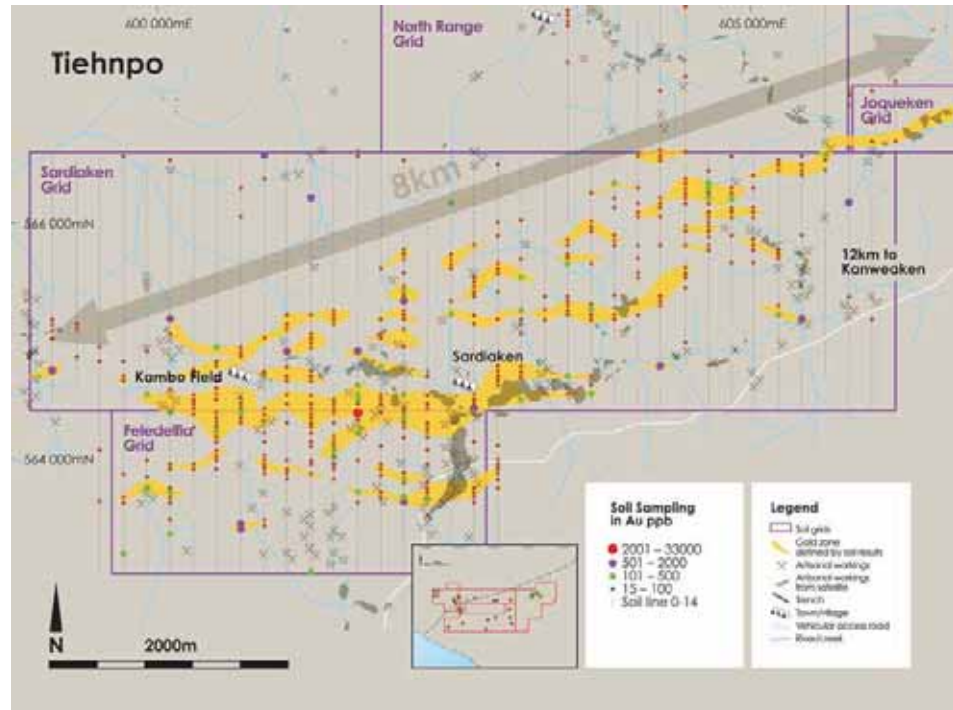 600 000mE
605 000mE
North Range
Grid
Tiehnpo
Joqueken
Grid
Sardiaken
Grid
8km
566 000mN
12km to
Kanweaken
Sardiaken
Kambo Field
Feledellia
Grid
564 000mN
Soil Sampling
in Au ppb
2001 – 33000
501 – 2000
101 – 500
15 – 100
Soil line 0-14
Legend
Soil grids
Gold zone
defined by soil results
Artisanal workings
Artisanal workings
from satellite
Trench
Town/village
Vehicular access road
River/creek
N
2000m